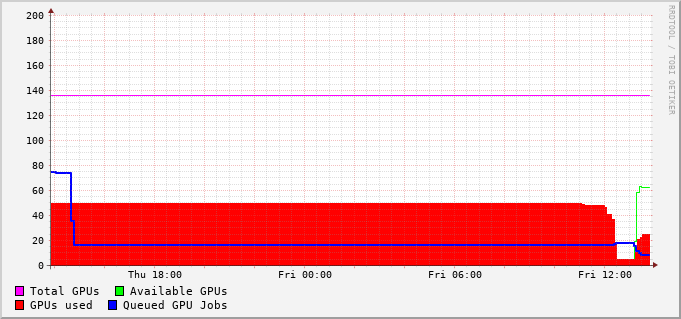 RRDTOOL / TOBI OETIKER
200
180
160
140
120
100
80
60
40
20
0
Thu 18:00 Fri 00:00 Fri 06:00 Fri 12:00
Total GPUs Available GPUs
GPUs used Queued GPU Jobs